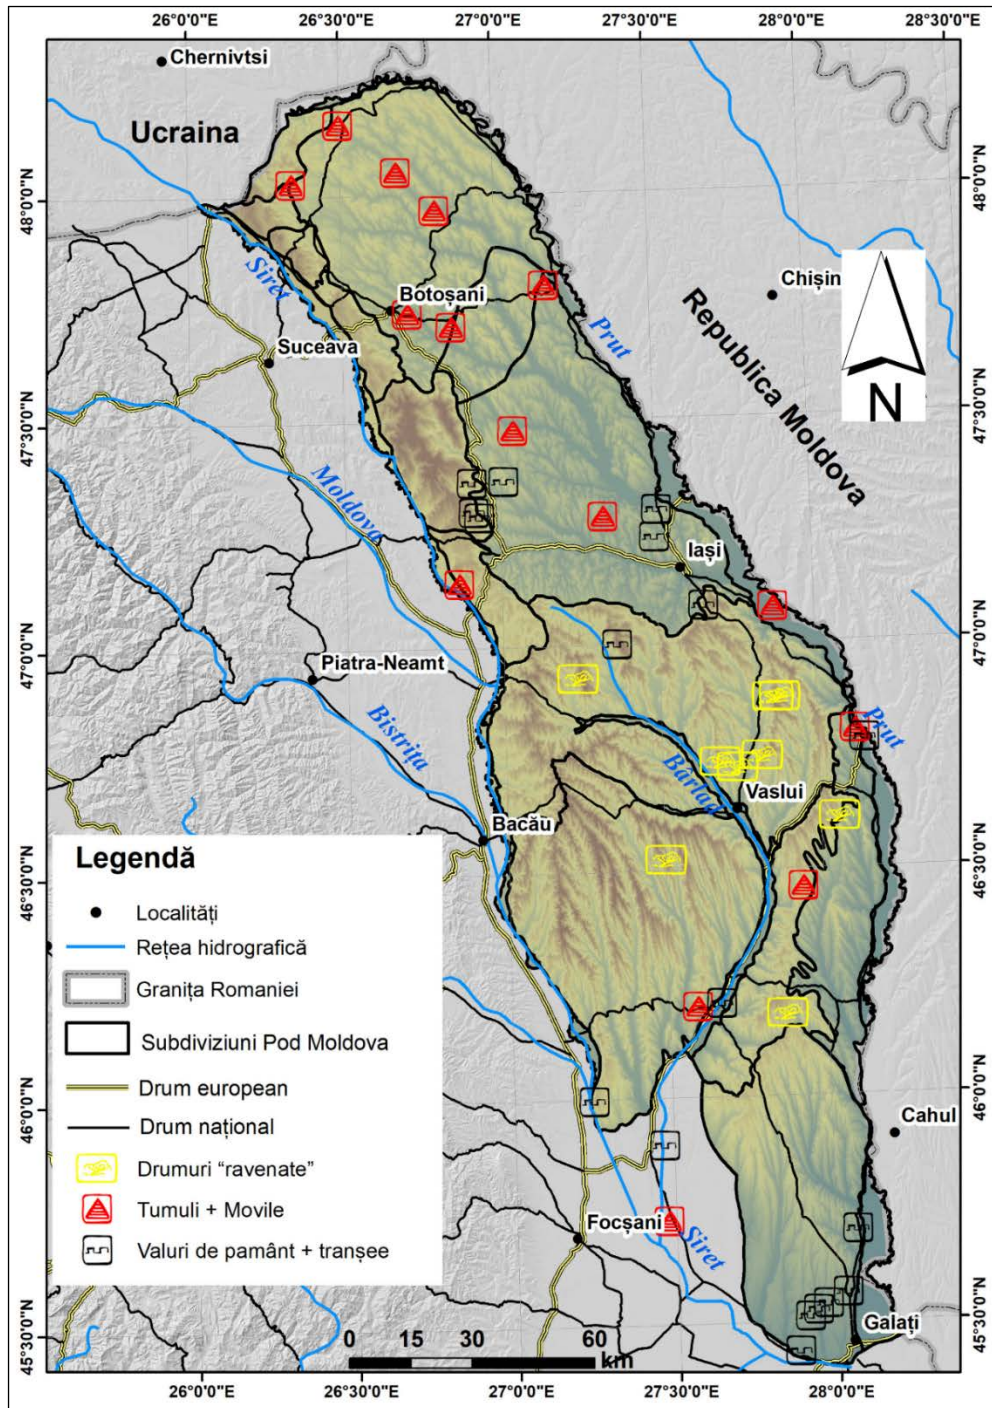 26°0'0"E
26°30'0"E
27°0'0"E
27°30'0"E
28°0'0"E
28°30'0"E
Chernivtsi
Ucraina
48°0'0"N
48°0'0"N
Siret
Botoșani
Chișin
Suceava
Prut
Republica Moldova
47°30'0"N
47°30'0"N
Moldova
N
Iași
47°0'0"N
47°0'0"N
Piatra-Neamt
Bistrița
Prut
Bârlad
Vaslui
Bacău
46°30'0"N
46°30'0"N
Legendă
Localități
Rețea hidrografică
Granița Romaniei
Subdiviziuni Pod Moldova
Drum european
Drum național
Drumuri “ravenate”
Tumuli + Movile
Valuri de pamânt + tranșee
46°0'0"N
46°0'0"N
Cahul
Focșani
Siret
Galați
45°30'0"N
45°30'0"N
0 15 30 60
km
26°0'0"E
26°30'0"E
27°0'0"E
27°30'0"E
28°0'0"E